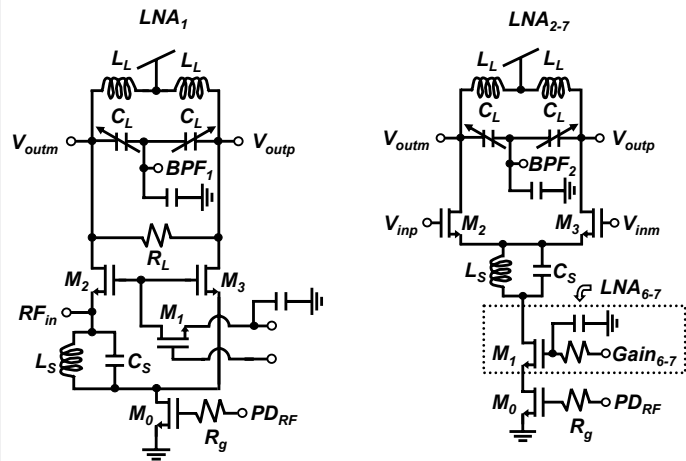 LNA1 LNA2-7
LL LL LL LL
CL CL CL CL
Voutm Voutp Voutm Voutp
BPF1 BPF2
RL
M2 M3 Vinp M2 M3 Vinm
RFin M1 LS CS LNA6-7
LS CS M1 Gain6-7
M0 PDRF M0 PDRF
Rg Rg